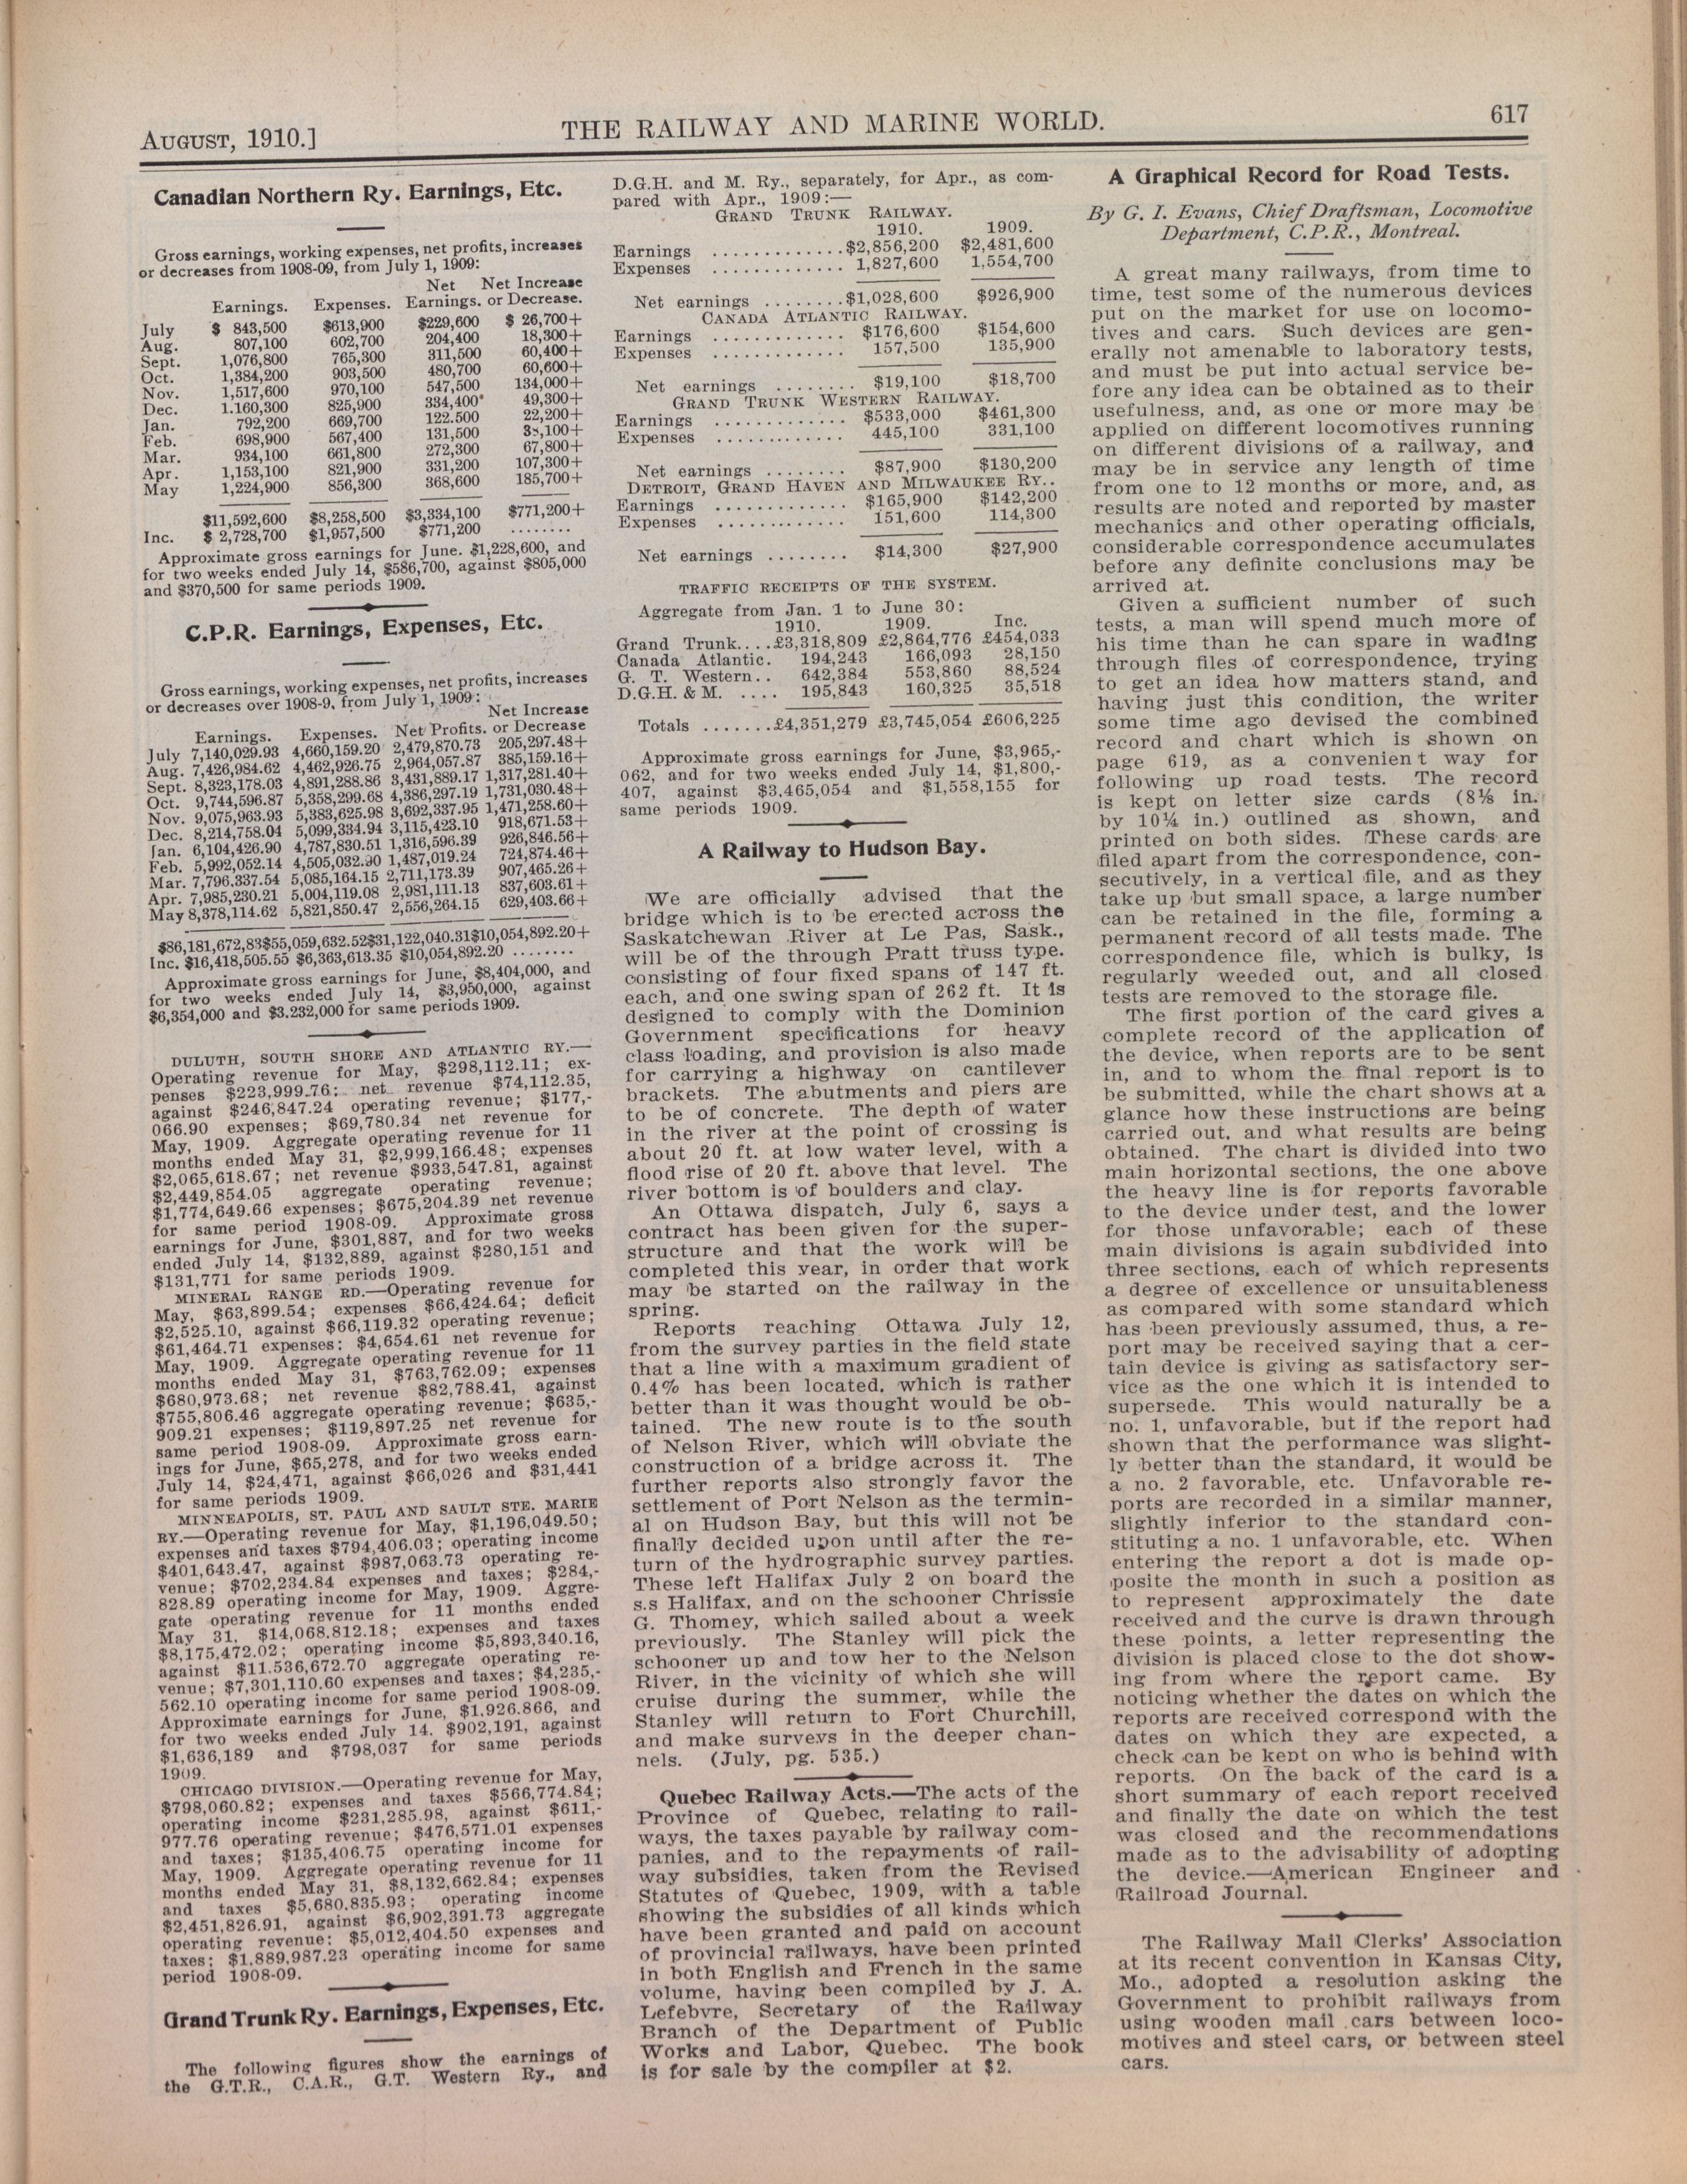 AUGUST, 1910.]
THE RAILWAY AND MARINE WORLD.
617
Canadian Northern Ry. Earnings, Etc.
Gross earnings, working expenses, net profits, increases
or decreases from 1908-09, from July 1, 1909:
Net Net Increase
Earnings. Expenses. Earnings. or Decrease.
July $ 843,500 $613,900 $229,600 $ 26,700+
Aug. 807,100 602,700 204,400 18,300+
Sept. 1,076,800 765,300 311,500 60,400+
Oct. 1,384,200 903,500 480,700 60,600+
Nov. 1,517,600 970,100 547,500 134,000+
Dec. 1.160,300 825,900 334,400 49,300+
Jan. 792,200 669,700 122.500 22,200+
Feb. 698,900 567,400 131,500 ,100+
Mar. 934,100 661,800 272,300 67,800+
Apr. 1,153,100 821,900 331,200 107,300+
May 1,224,900 856,300 368,600 185,700+
$11,592,600 $8,258,500 $3,334,100 $771,200+
Inc. $ 2,728,700 $1,957,500 $771,200 ........
Approximate gross earnings for June. $1,228,600, and
for two weeks ended July 14, $586,700, against $805,000
and $370,500 for same periods 1909.
C.P.R. Earnings, Expenses, Etc.
Gross earnings, working expenses, net profits, increases
or decreases over 1908-9, from July 1, 1909:
Net Increase
Earnings. Expenses. Net Profits. or Decrease
July 7,140,029.93 4,660,159.20 2,479,870.73 205,297.48+
Aug. 7,426,984.62 4,462,926.75 2,964,057.87 385,159.16+
Sept. 8,323,178.03 4,891,288.86 3,431,889.17 1,317,281.40+
Oct. 9,744,596.87 5,358,299.68 4,386,297.19 1,731,030.48+
Nov. 9,075,963.93 5,383,625.98 3,692,337.95 1,471,258.60+
Dec. 8,214,758.04 5,099,334.94 3,115,423.10 918,671.53+
Jan. 6,104,426.90 4,787,830.51 1,316,596.39 926,846.56+
Feb. 5,992,052.14 4,505,032.90 1,487,019.24 724,874.46+
Mar. 7,796,337.54 5,085,164.15 2,711,173.39 907,465.26+
Apr. 7,985,230.21 5,004,119.08 2,981,111.13 837,603.61+
May 8,378,114.62 5,821,850.47 2,556,264.15 629,403.66+
$86,181,672,83$55,059,632.52$31,122,040.31$10,054,892.20+
Inc. $16,418,505.55 $6,363,613.35 $10,054,892.20 ........
Approximate gross earnings for June, $8,404,000, and
for two weeks ended July 14, $3,950,000, against
$6,354,000 and $3.232,000 for same periods 1909.
DULUTH, SOUTH SHORE AND ATLANTIC RY.—
Operating revenue for May, $298,112.11; ex-
penses $223,999.76; net revenue $74,112.35,
against $246,847.24 operating revenue; $177,-
066.90 expenses; $69,780.34 net revenue for
May, 1909. Aggregate operating revenue for 11
months ended May 31, $2,999,166.48; expenses
$2,065,618.67; net revenue $933,547.81, against
$2,449,854.05 aggregate operating revenue;
$1,774,649.66 expenses; $675,204.39 net revenue
for same period 1908-09. Approximate gross
earnings for June, $301,887, and for two weeks
ended July 14, $132,889, against $280,151 and
$131,771 for same periods 1909.
MINERAL RANGE RD.—Operating revenue for
May, $63,899.54; expenses $66,424.64; deficit
$2,525.10, against $66,119.32 operating revenue;
$61,464.71 expenses; $4,654.61 net revenue for
May, 1909. Aggregate operating revenue for 11
months ended May 31, $763,762.09; expenses
$680,973.68; net revenue $82,788.41, against
$755,806.46 aggregate operating revenue; $635,-
909.21 expenses; $119,897.25 net revenue for
same period 1908-09. Approximate gross earn-
ings for June, $65,278, and for two weeks ended
July 14, $24,471, against $66,026 and $31,441
for same periods 1909.
MINNEAPOLIS, ST. PAUL AND SAULT STE. MARIE
RY.—Operating revenue for May, $1,196,049.50;
expenses and taxes $794,406.03; operating income
$401,643.47, against $987,063.73 operating re-
venue; $702,234.84 expenses and taxes; $284,-
828.89 operating income for May, 1909. Aggre-
gate operating revenue for 11 months ended
May 31, $14,068.812.18; expenses and taxes
$8,175,472.02; operating income $5,893,340.16,
against $11.536,672.70 aggregate operating re-
venue; $7,301,110.60 expenses and taxes; $4,235,-
562.10 operating income for same period 1908-09.
Approximate earnings for June, $1,926.866, and
for two weeks ended July 14. $902,191, against
$1,636,189 and $798,037 for same periods
1909.
CHICAGO DIVISION.—Operating revenue for May,
$798,060.82; expenses and taxes $566,774.84;
operating income $231,285.98, against $611,-
977.76 operating revenue; $476,571.01 expenses
and taxes; $135,406.75 operating income for
May, 1909. Aggregate operating revenue for 11
months ended May 31, $8,132,662.84; expenses
and taxes $5,680,835.93; operating income
$2,451,826.91, against $6,902,391.73 aggregate
operating revenue; $5,012,404.50 expenses and
taxes; $1,889,987.23 operating income for same
period 1908-09.
Grand Trunk Ry. Earnings, Expenses, Etc.
The following figures show the earnings of
the G.T.R., C.A.R., G.T. Western Ry., and
D.G.H. and M. Ry., separately, for Apr., as com-
pared with Apr., 1909:—
GRAND TRUNK RAILWAY.
1910. 1909.
Earnings .............$2,856,200 $2,481,600
Expenses ............. 1,827,600 1,554,700
Net earnings ........$1,028,600 $926,900
CANADA ATLANTIC RAILWAY.
Earnings ............. $176,600 $154,600
Expenses ............. 157,500 135,900
Net earnings ........ $19,100 $18,700
GRAND TRUNK WESTERN RAILWAY.
Earnings ............. $533,000 $461,300
Expenses ............. 445,100 331,100
Net earnings ........ $87,900 $130,200
DETROIT, GRAND HAVEN AND MILWAUKEE RY..
Earnings ............. $165,900 $142,200
Expenses ............. 151,600 114,300
Net earnings ........ $14,300 $27,900
TRAFFIC RECEIPTS OF THE SYSTEM.
Aggregate from Jan. 1 to June 30:
1910. 1909. Inc.
Grand Trunk....£3,318,809 £2,864,776 £454,033
Canada Atlantic. 194,243 166,093 28,150
G. T. Western.. 642,384 553,860 88,524
D.G.H. & M. .... 195,843 160,325 35,518
Totals .......£4,351,279 £3,745,054 £606,225
Approximate gross earnings for June, $3,965,-
062, and for two weeks ended July 14, $1,800,-
407, against $3.465,054 and $1,558,155 for
same periods 1909.
A Railway to Hudson Bay.
We are officially advised that the
bridge which is to be erected across the
Saskatchewan River at Le Pas, Sask.,
will be of the through Pratt truss type.
consisting of four fixed spans of 147 ft.
each, and one swing span of 262 ft. It is
designed to comply with the Dominion
Government specifications for heavy
class loading, and provision is also made
for carrying a highway on cantilever
brackets. The abutments and piers are
to be of concrete. The depth of water
in the river at the point of crossing is
about 20 ft. at low water level, with a
flood rise of 20 ft. above that level. The
river bottom is of boulders and clay.
An Ottawa dispatch, July 6, says a
contract has been given for the super-
structure and that the work will be
completed this year, in order that work
may be started on the railway in the
spring.
Reports reaching Ottawa July 12,
from the survey parties in the field state
that a line with a maximum gradient of
0.4% has been located, which is rather
better than it was thought would be ob-
tained. The new route is to the south
of Nelson River, which will obviate the
construction of a bridge across it. The
further reports also strongly favor the
settlement of Port Nelson as the termin-
al on Hudson Bay, but this will not be
finally decided upon until after the re-
turn of the hydrographic survey parties.
These left Halifax July 2 on board the
s.s Halifax, and on the schooner Chrissie
G. Thomey, which sailed about a week
previously. The Stanley will pick the
schooner up and tow her to the Nelson
River, in the vicinity of which she will
cruise during the summer, while the
Stanley will return to Fort Churchill,
and make surveys in the deeper chan-
nels. (July, pg. 535.)
Quebec Railway Acts.—The acts of the
Province of Quebec, relating to rail-
ways, the taxes payable by railway com-
panies, and to the repayments of rail-
way subsidies, taken from the Revised
Statutes of Quebec, 1909, with a table
showing the subsidies of all kinds which
have been granted and paid on account
of provincial railways, have been printed
in both English and French in the same
volume, having been compiled by J. A.
Lefebvre, Secretary of the Railway
Branch of the Department of Public
Works and Labor, Quebec. The book
is for sale by the compiler at $2.
A Graphical Record for Road Tests.
By G. I. Evans, Chief Draftsman, Locomotive
Department, C.P.R., Montreal.
A great many railways, from time to
time, test some of the numerous devices
put on the market for use on locomo-
tives and cars. Such devices are gen-
erally not amenable to laboratory tests,
and must be put into actual service be-
fore any idea can be obtained as to their
usefulness, and, as one or more may be
applied on different locomotives running
on different divisions of a railway, and
may be in service any length of time
from one to 12 months or more, and, as
results are noted and reported by master
mechanics and other operating officials,
considerable correspondence accumulates
before any definite conclusions may be
arrived at.
Given a sufficient number of such
tests, a man will spend much more of
his time than he can spare in wading
through files of correspondence, trying
to get an idea how matters stand, and
having just this condition, the writer
some time ago devised the combined
record and chart which is shown on
page 619, as a convenient way for
following up road tests. The record
is kept on letter size cards (8⅛ in.
by 10¼ in.) outlined as shown, and
printed on both sides. These cards are
filed apart from the correspondence, con-
secutively, in a vertical file, and as they
take up but small space, a large number
can be retained in the file, forming a
permanent record of all tests made. The
correspondence file, which is bulky, is
regularly weeded out, and all closed
tests are removed to the storage file.
The first portion of the card gives a
complete record of the application of
the device, when reports are to be sent
in, and to whom the final report is to
be submitted, while the chart shows at a
glance how these instructions are being
carried out, and what results are being
obtained. The chart is divided into two
main horizontal sections, the one above
the heavy line is for reports favorable
to the device under test, and the lower
for those unfavorable; each of these
main divisions is again subdivided into
three sections, each of which represents
a degree of excellence or unsuitableness
as compared with some standard which
has been previously assumed, thus, a re-
port may be received saying that a cer-
tain device is giving as satisfactory ser-
vice as the one which it is intended to
supersede. This would naturally be a
no. 1, unfavorable, but if the report had
shown that the performance was slight-
ly better than the standard, it would be
a no. 2 favorable, etc. Unfavorable re-
ports are recorded in a similar manner,
slightly inferior to the standard con-
stituting a no. 1 unfavorable, etc. When
entering the report a dot is made op-
posite the month in such a position as
to represent approximately the date
received and the curve is drawn through
these points, a letter representing the
division is placed close to the dot show-
ing from where the report came. By
noticing whether the dates on which the
reports are received correspond with the
dates on which they are expected, a
check can be kept on who is behind with
reports. On the back of the card is a
short summary of each report received
and finally the date on which the test
was closed and the recommendations
made as to the advisability of adopting
the device.—American Engineer and
Railroad Journal.
The Railway Mail Clerks' Association
at its recent convention in Kansas City,
Mo., adopted a resolution asking the
Government to prohibit railways from
using wooden mail cars between loco-
motives and steel cars, or between steel
cars.